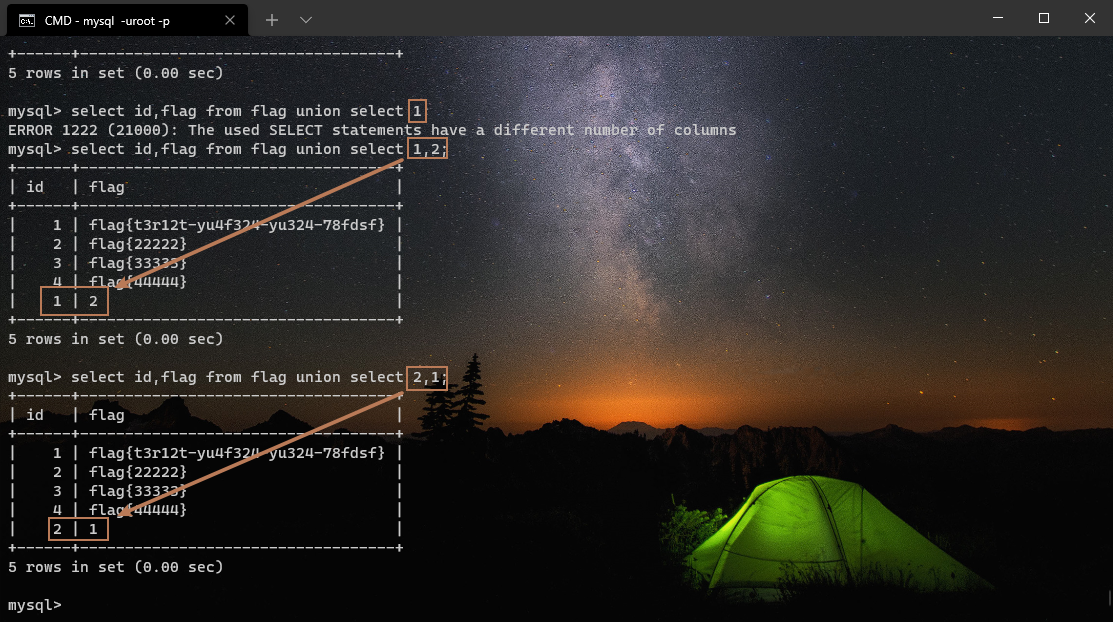 CMD - mysql -uroot -p
+------+-----------------------------------+
5 rows in set (0.00 sec)
mysql> select id,flag from flag union select 1
ERROR 1222 (21000): The used SELECT statements have a different number of columns
mysql> select id,flag from flag union select 1,2;
+------+-----------------------------------+
| id   | flag                              |
+------+-----------------------------------+
|    1 | flag{t3r12t-yu4f324-yu324-78fdsf} |
|    2 | flag{22222}                       |
|    3 | flag{33333}                       |
|    4 | flag{44444}                       |
|    1 | 2                                 |
+------+-----------------------------------+
5 rows in set (0.00 sec)
mysql> select id,flag from flag union select 2,1;
+------+-----------------------------------+
| id   | flag                              |
+------+-----------------------------------+
|    1 | flag{t3r12t-yu4f324-yu324-78fdsf} |
|    2 | flag{22222}                       |
|    3 | flag{33333}                       |
|    4 | flag{44444}                       |
|    2 | 1                                 |
+------+-----------------------------------+
5 rows in set (0.00 sec)
mysql>